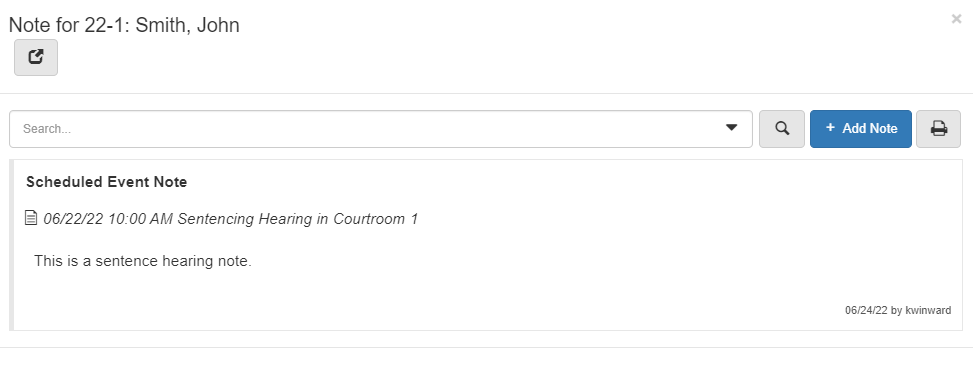 Note for 22-1: Smith, John
×
Search...
+ Add Note
Scheduled Event Note
06/22/22 10:00 AM Sentencing Hearing in Courtroom 1
This is a sentence hearing note.
06/24/22 by kwinward